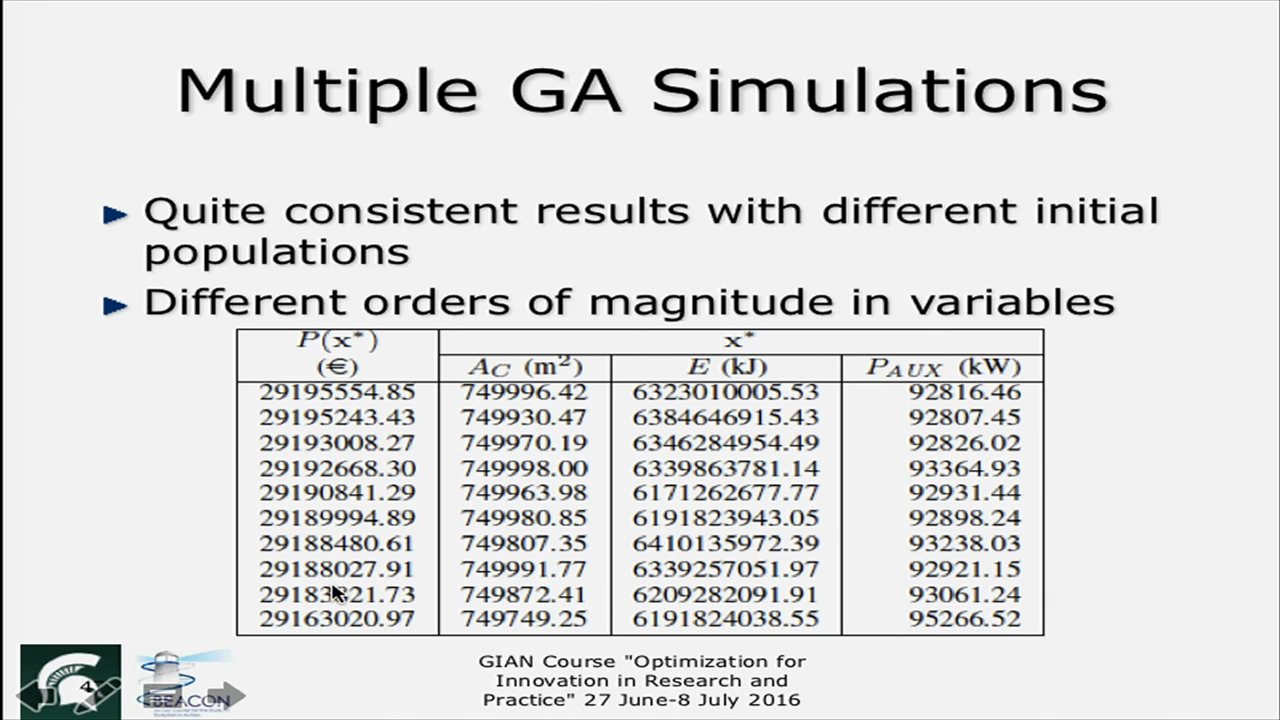 Multiple GA Simulations
Quite consistent results with different initial
populations
Different orders of magnitude in variables
P(x*) x*
(€) A_C (m²) E (kJ) P_AUX (kW)
29195554.85 749996.42 6323010005.53 92816.46
29195243.43 749930.47 6384646915.43 92807.45
29193008.27 749970.19 6346284954.49 92826.02
29192668.30 749998.00 6339863781.14 93364.93
29190841.29 749963.98 6171262677.77 92931.44
29189994.89 749980.85 6191823943.05 92898.24
29188480.61 749807.35 6410135972.39 93238.03
29188027.91 749991.77 6339257051.97 92921.15
749872.41 6209282091.91 93061.24
29163020.97 749749.25 6191824038.55 95266.52
GIAN Course "Optimization for
Innovation in Research and
Practice" 27 June-8 July 2016
4
BEACON